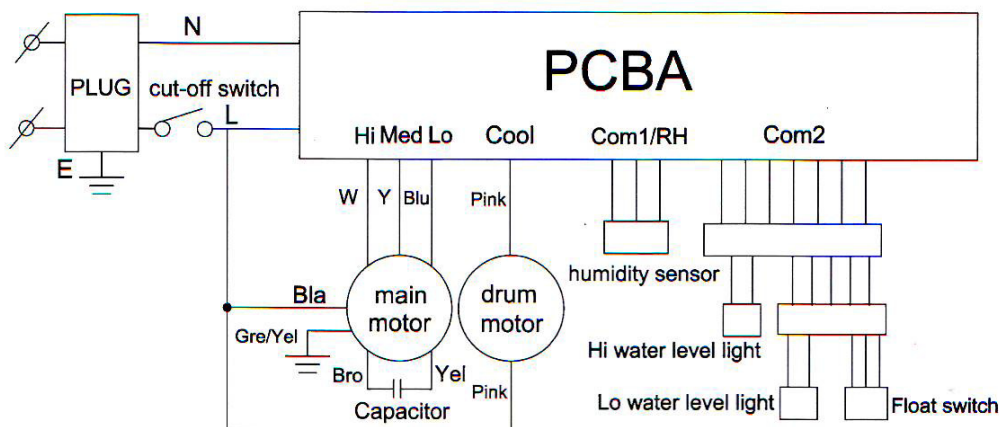 N
PLUG
cut-off switch
L
E
PCBA
Hi Med Lo Cool Com1/RH Com2
W Y Blu Pink
humidity sensor
Bla
main
motor
drum
motor
Gre/Yel
Bro
Yel
Capacitor
Pink
Hi water level light
Lo water level light
Float switch